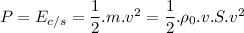 P = E_{c/s} = \frac{1}{2}.m.v^2 = \frac{1}{2}.\rho_0.v.S.v^2